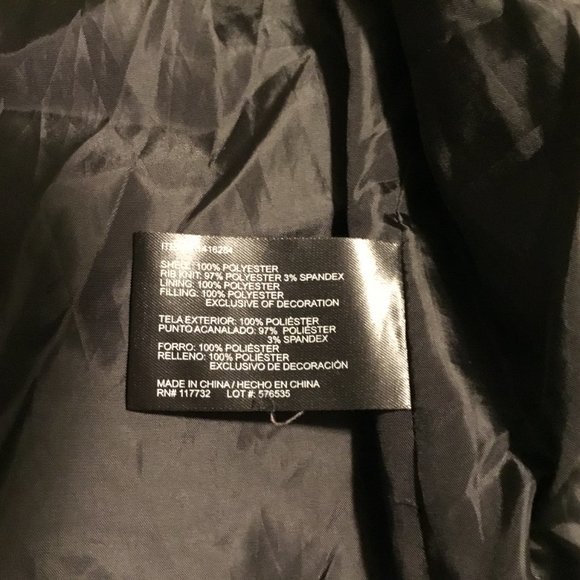 SHELL: 100% POLYESTER
RIB KNIT: 97% POLYESTER 3% SPANDEX
LINING: 100% POLYESTER
FILLING: 100% POLYESTER
EXCLUSIVE OF DECORATION
TELA EXTERIOR: 100% POLIÉSTER
PUNTO ACANALADO: 97% POLIÉSTER
3% SPANDEX
FORRO: 100% POLIÉSTER
RELLENO: 100% POLIÉSTER
EXCLUSIVO DE DECORACIÓN
MADE IN CHINA / HECHO EN CHINA
RN# 117732 LOT #: 576535